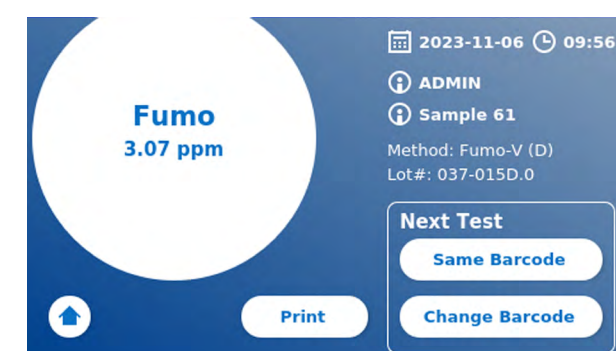 Fumo
3.07 ppm
2023-11-06 09:56
ADMIN
Sample 61
Method: Fumo-V (D)
Lot#: 037-015D.0
Next Test
Same Barcode
Change Barcode
Print